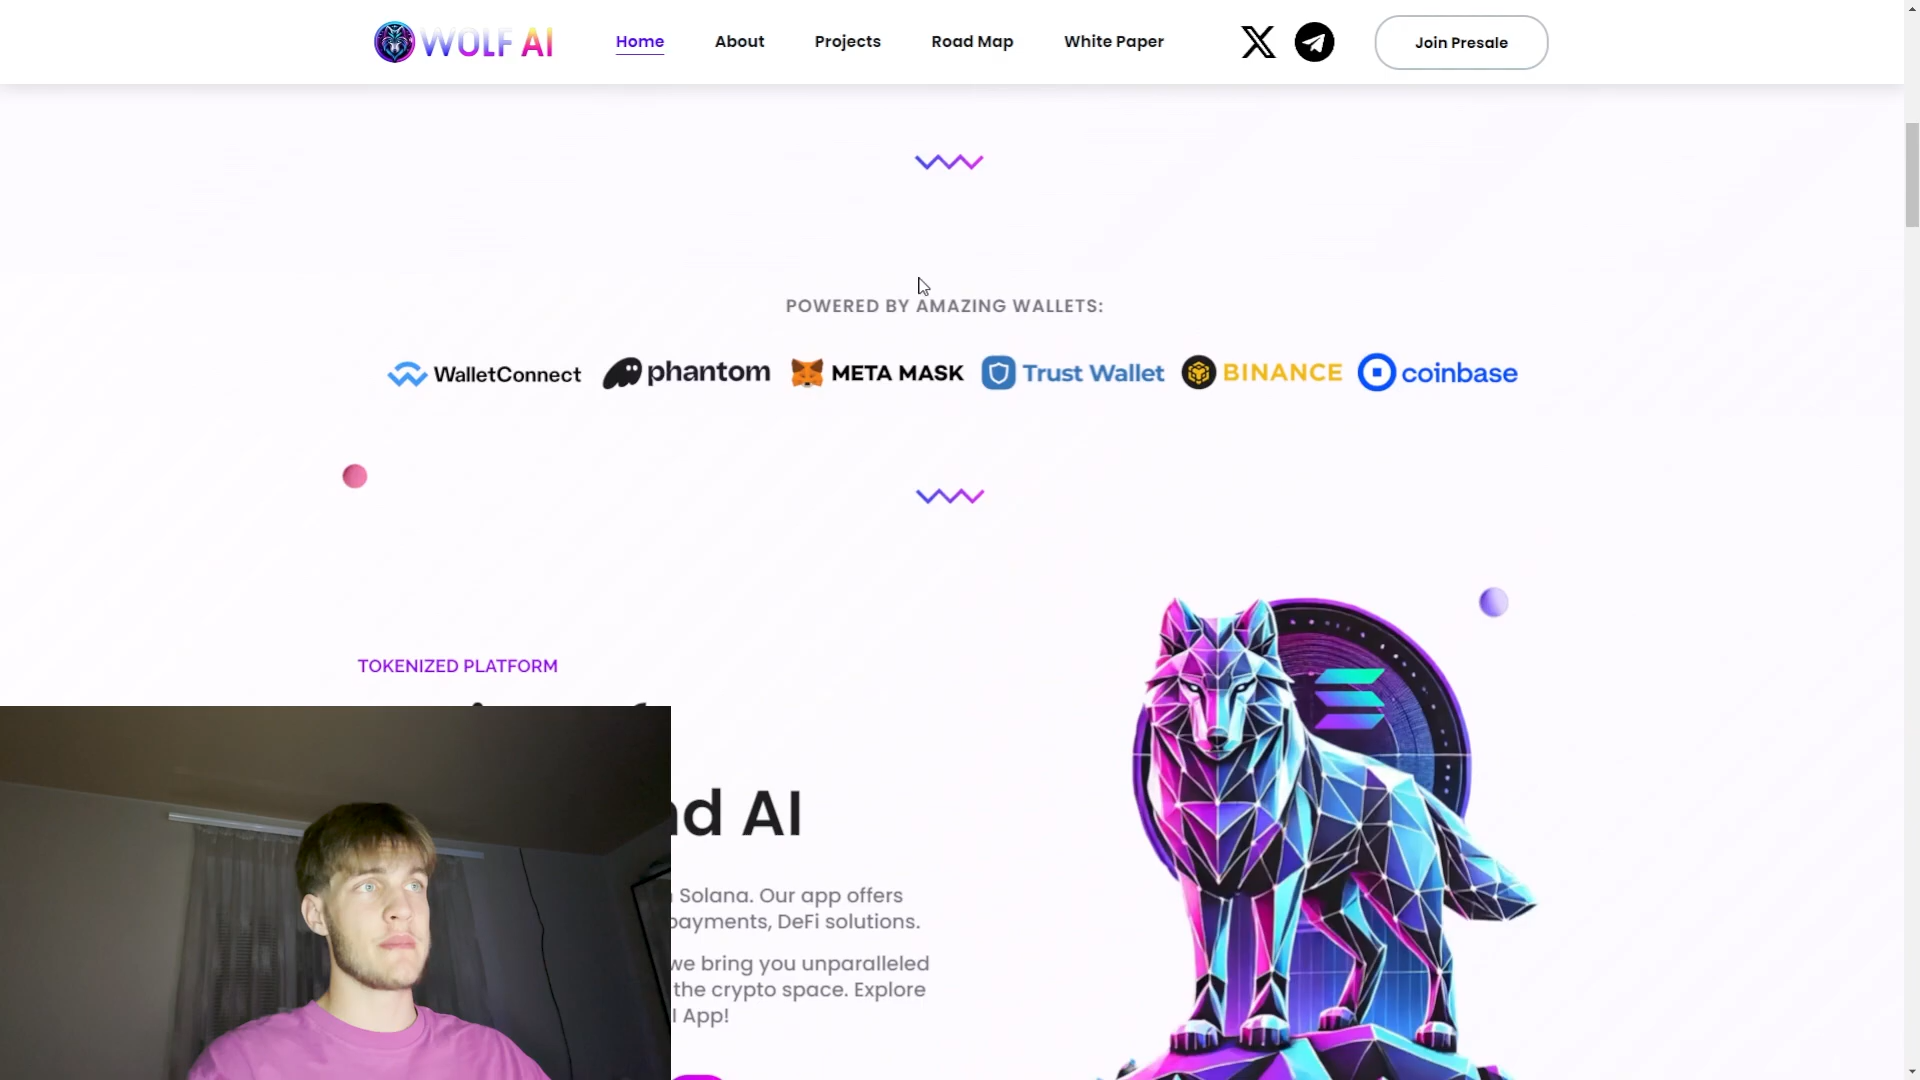 WOLF AI
Home
About
Projects
Road Map
White Paper
Join Presale
POWERED BY AMAZING WALLETS:
WalletConnect
phantom
META MASK
Trust Wallet
BINANCE
coinbase
TOKENIZED PLATFORM
AI
Solana. Our app offers
payments, DeFi solutions.
we bring you unparalleled
the crypto space. Explore
App!